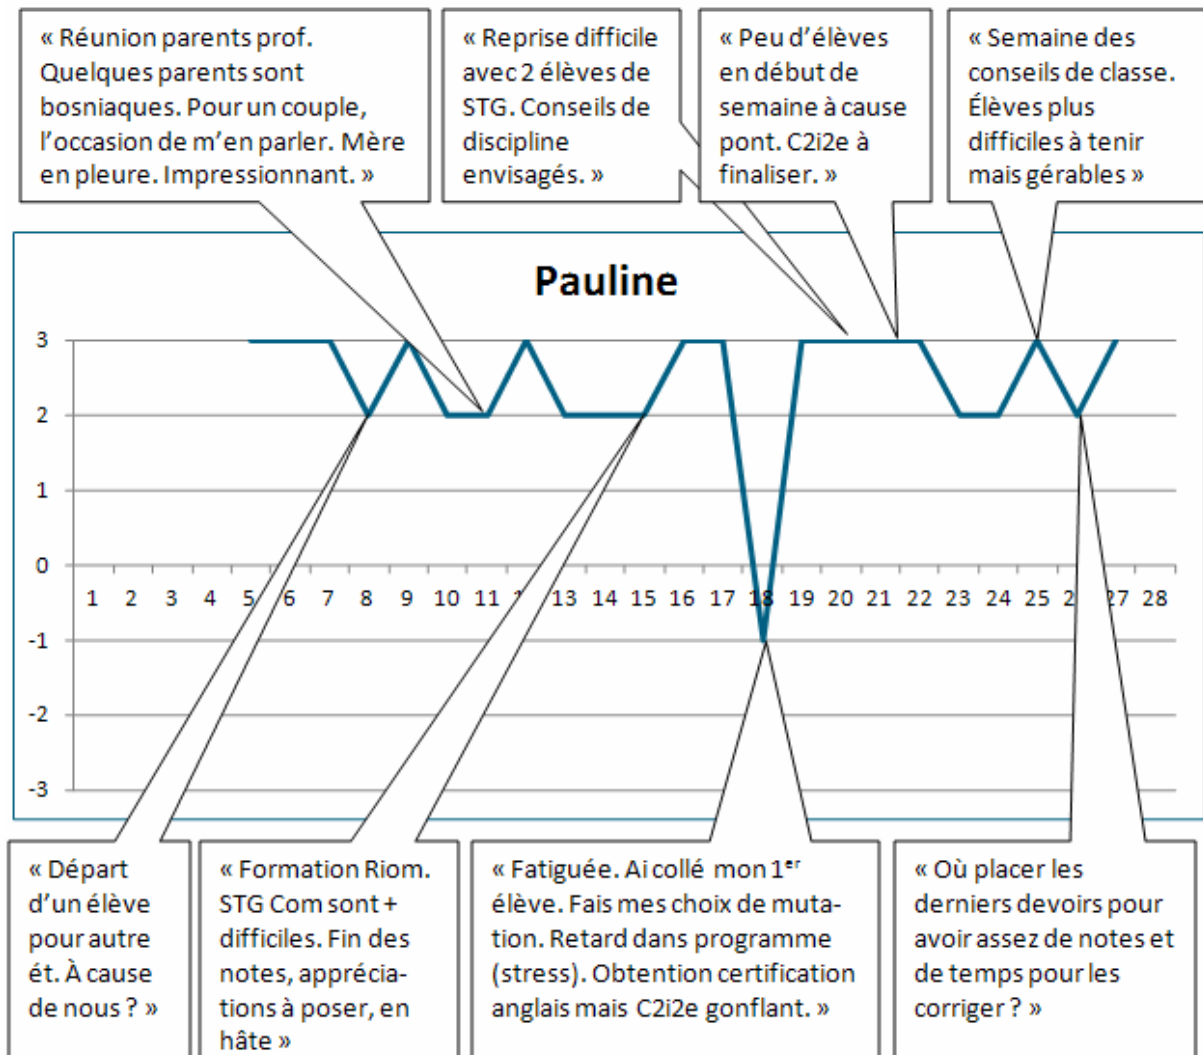 « Réunion parents prof.
Quelques parents sont
bosniaques. Pour un couple,
l’occasion de m’en parler. Mère
en pleure. Impressionnant. »
« Reprise difficile
avec 2 élèves de
STG. Conseils de
discipline
envisagés. »
« Peu d’élèves
en début de
semaine à cause
pont. C2i2e à
finaliser. »
« Semaine des
conseils de classe.
Élèves plus
difficiles à tenir
mais gérables »
Pauline
3
2
1
0
1 2 3 4 5 6 7 8 9 10 11 13 14 15 16 17 18 19 20 21 22 23 24 25 27 28
-1
-2
-3
« Départ
d’un élève
pour autre
ét. À cause
de nous ? »
« Formation Riom.
STG Com sont +
difficiles. Fin des
notes, apprécia-
tions à poser, en
hâte »
« Fatiguée. Ai collé mon 1er
élève. Fais mes choix de muta-
tion. Retard dans programme
(stress). Obtention certification
anglais mais C2i2e gonflant. »
« Où placer les
derniers devoirs pour
avoir assez de notes et
de temps pour les
corriger ? »